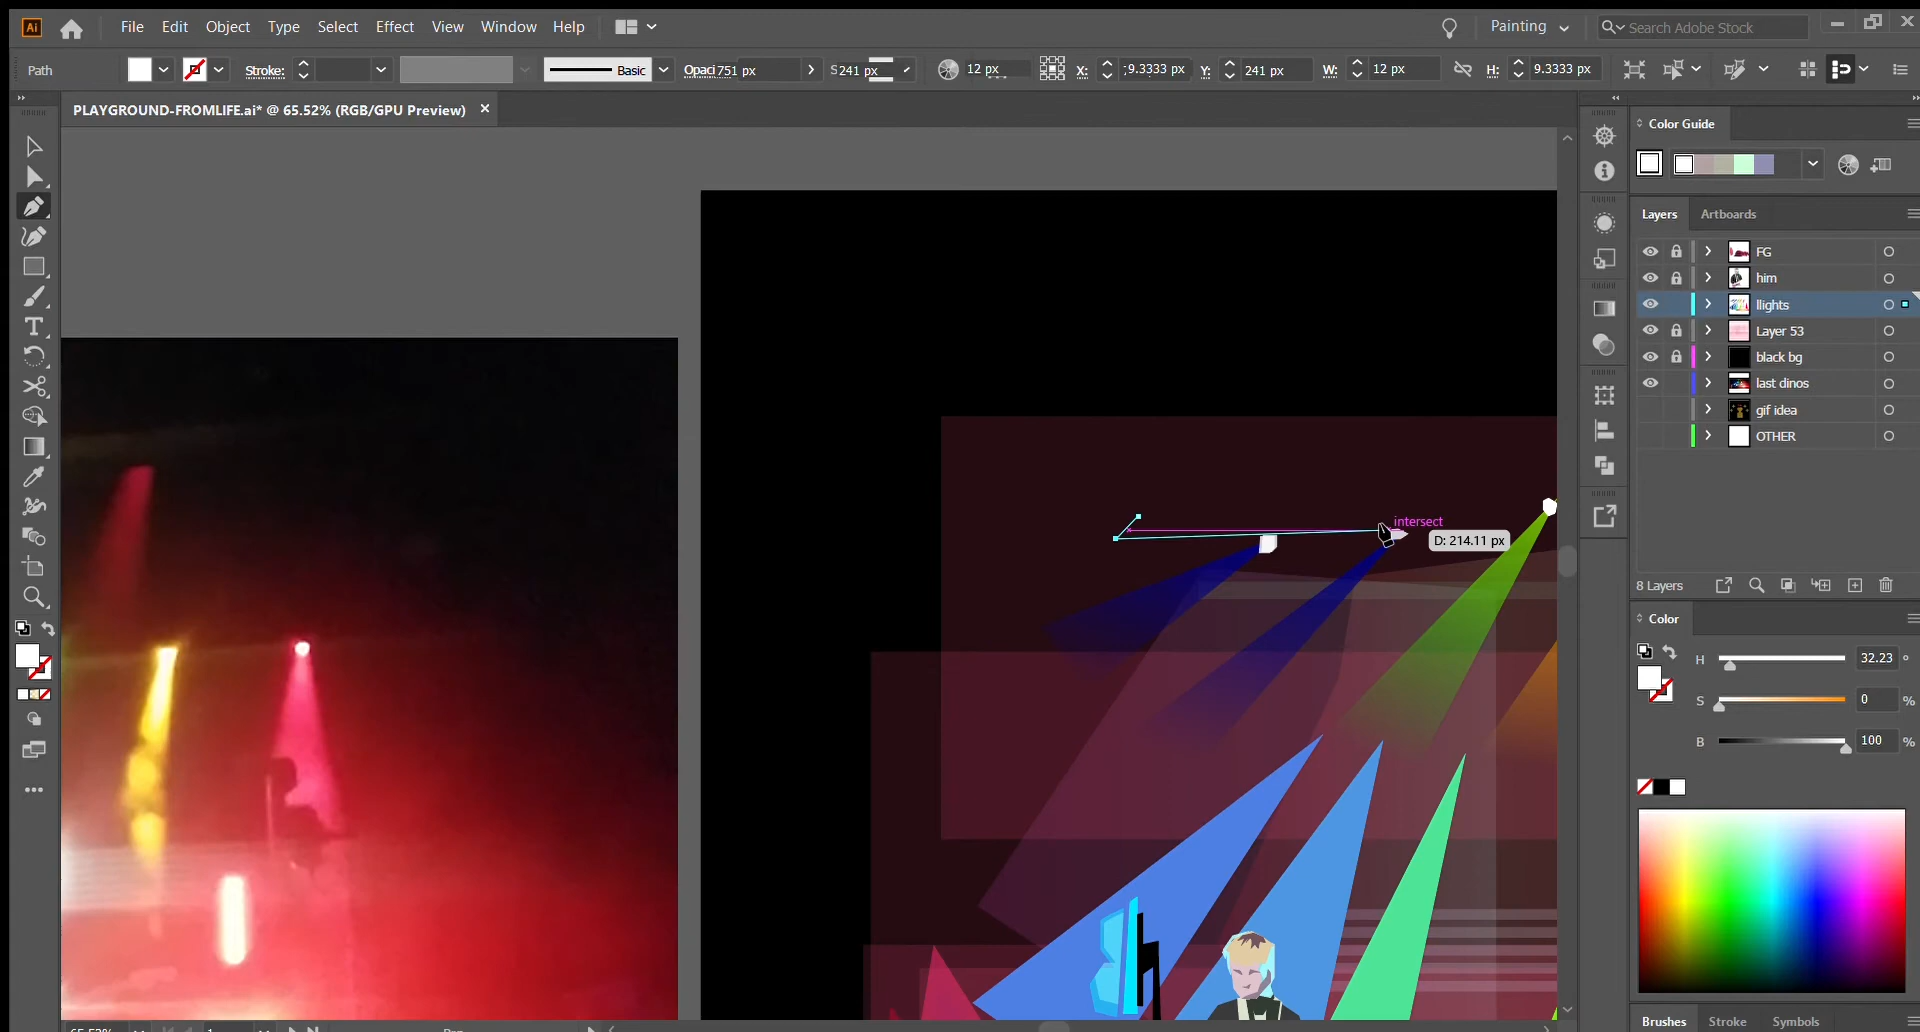 Ai File Edit Object Type Select Effect View Window Help Painting Search Adobe Stock
Path Stroke: Basic Opaci 751 px S 241 px 12 px X: ;9.3333 px Y: 241 px W: 12 px H: 9.3333 px
PLAYGROUND-FROMLIFE.ai* @ 65.52% (RGB/GPU Preview) ×
Color Guide
Layers Artboards
FG
him
llights
Layer 53
black bg
last dinos
gif idea
OTHER
intersect
D: 214.11 px
8 Layers
Color
H 32.23 °
S 0 %
B 100 %
Brushes Stroke Symbols